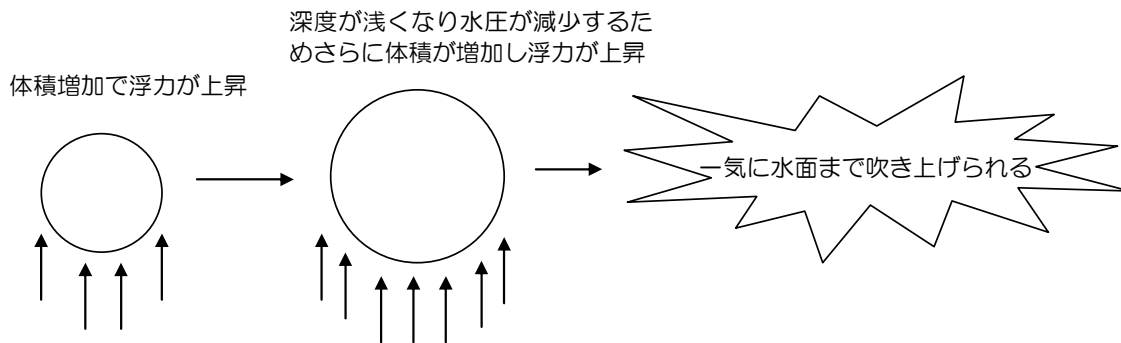 体積増加で浮力が上昇
深度が浅くなり水圧が減少するた
めさらに体積が増加し浮力が上昇
一気に水面まで吹き上げられる